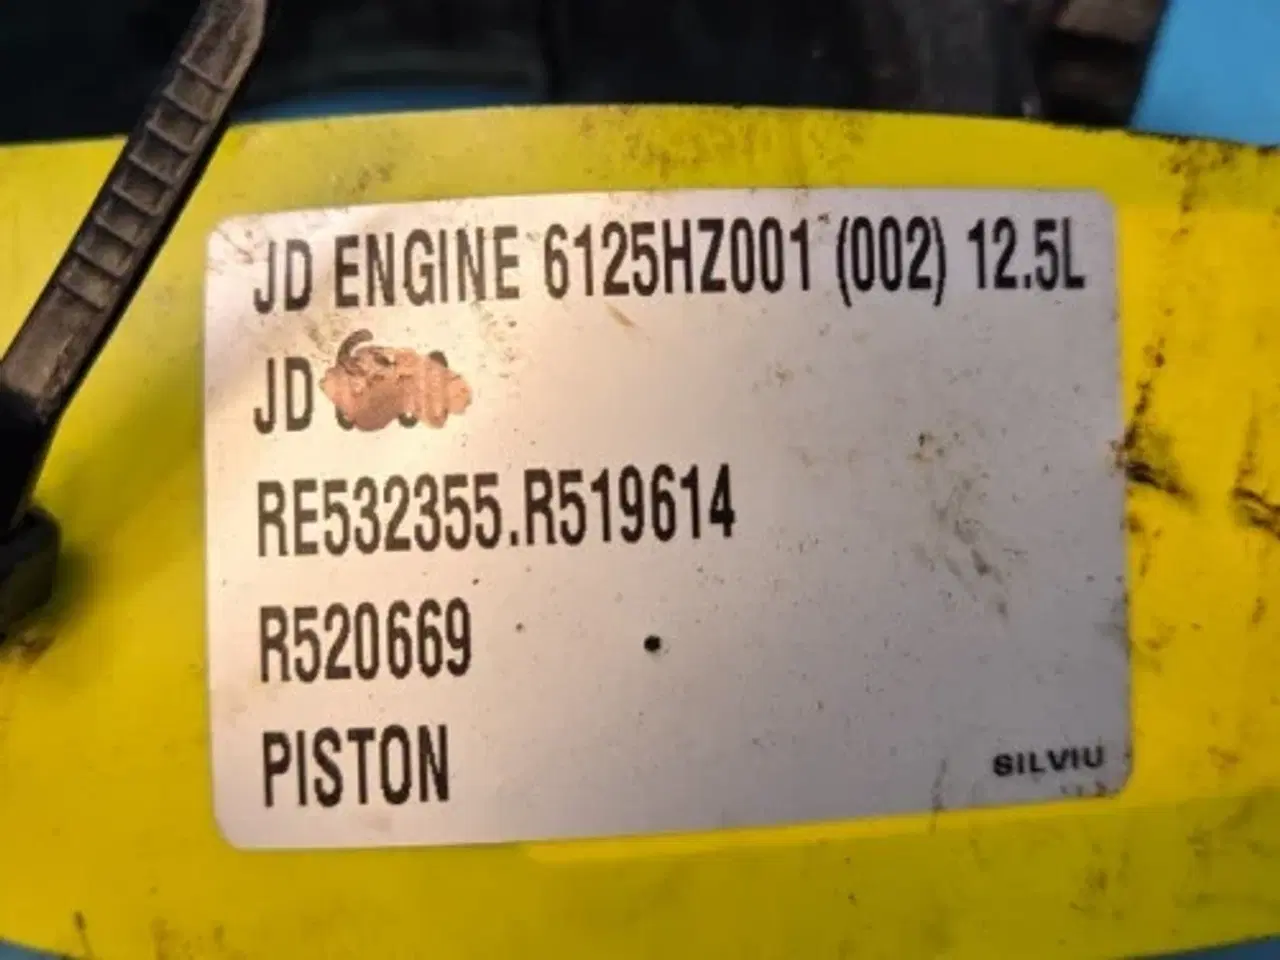 JD ENGINE 6125HZ001 (002) 12.5L
JD
RE532355.R519614
R520669
PISTON
SILVIU